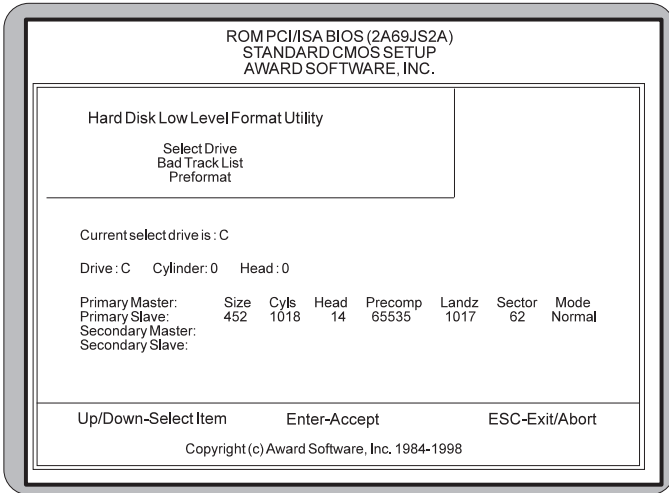 ROM PCI/ISA BIOS (2A69JS2A)
STANDARD CMOS SETUP
AWARD SOFTWARE, INC.
Hard Disk Low Level Format Utility
Select Drive
Bad Track List
Preformat
Current select drive is : C
Drive : C Cylinder: 0 Head : 0
Primary Master: Size Cyls Head Precomp Landz Sector Mode
Primary Slave: 452 1018 14 65535 1017 62 Normal
Secondary Master:
Secondary Slave:
Up/Down-Select Item Enter-Accept ESC-Exit/Abort
Copyright (c) Award Software, Inc. 1984-1998